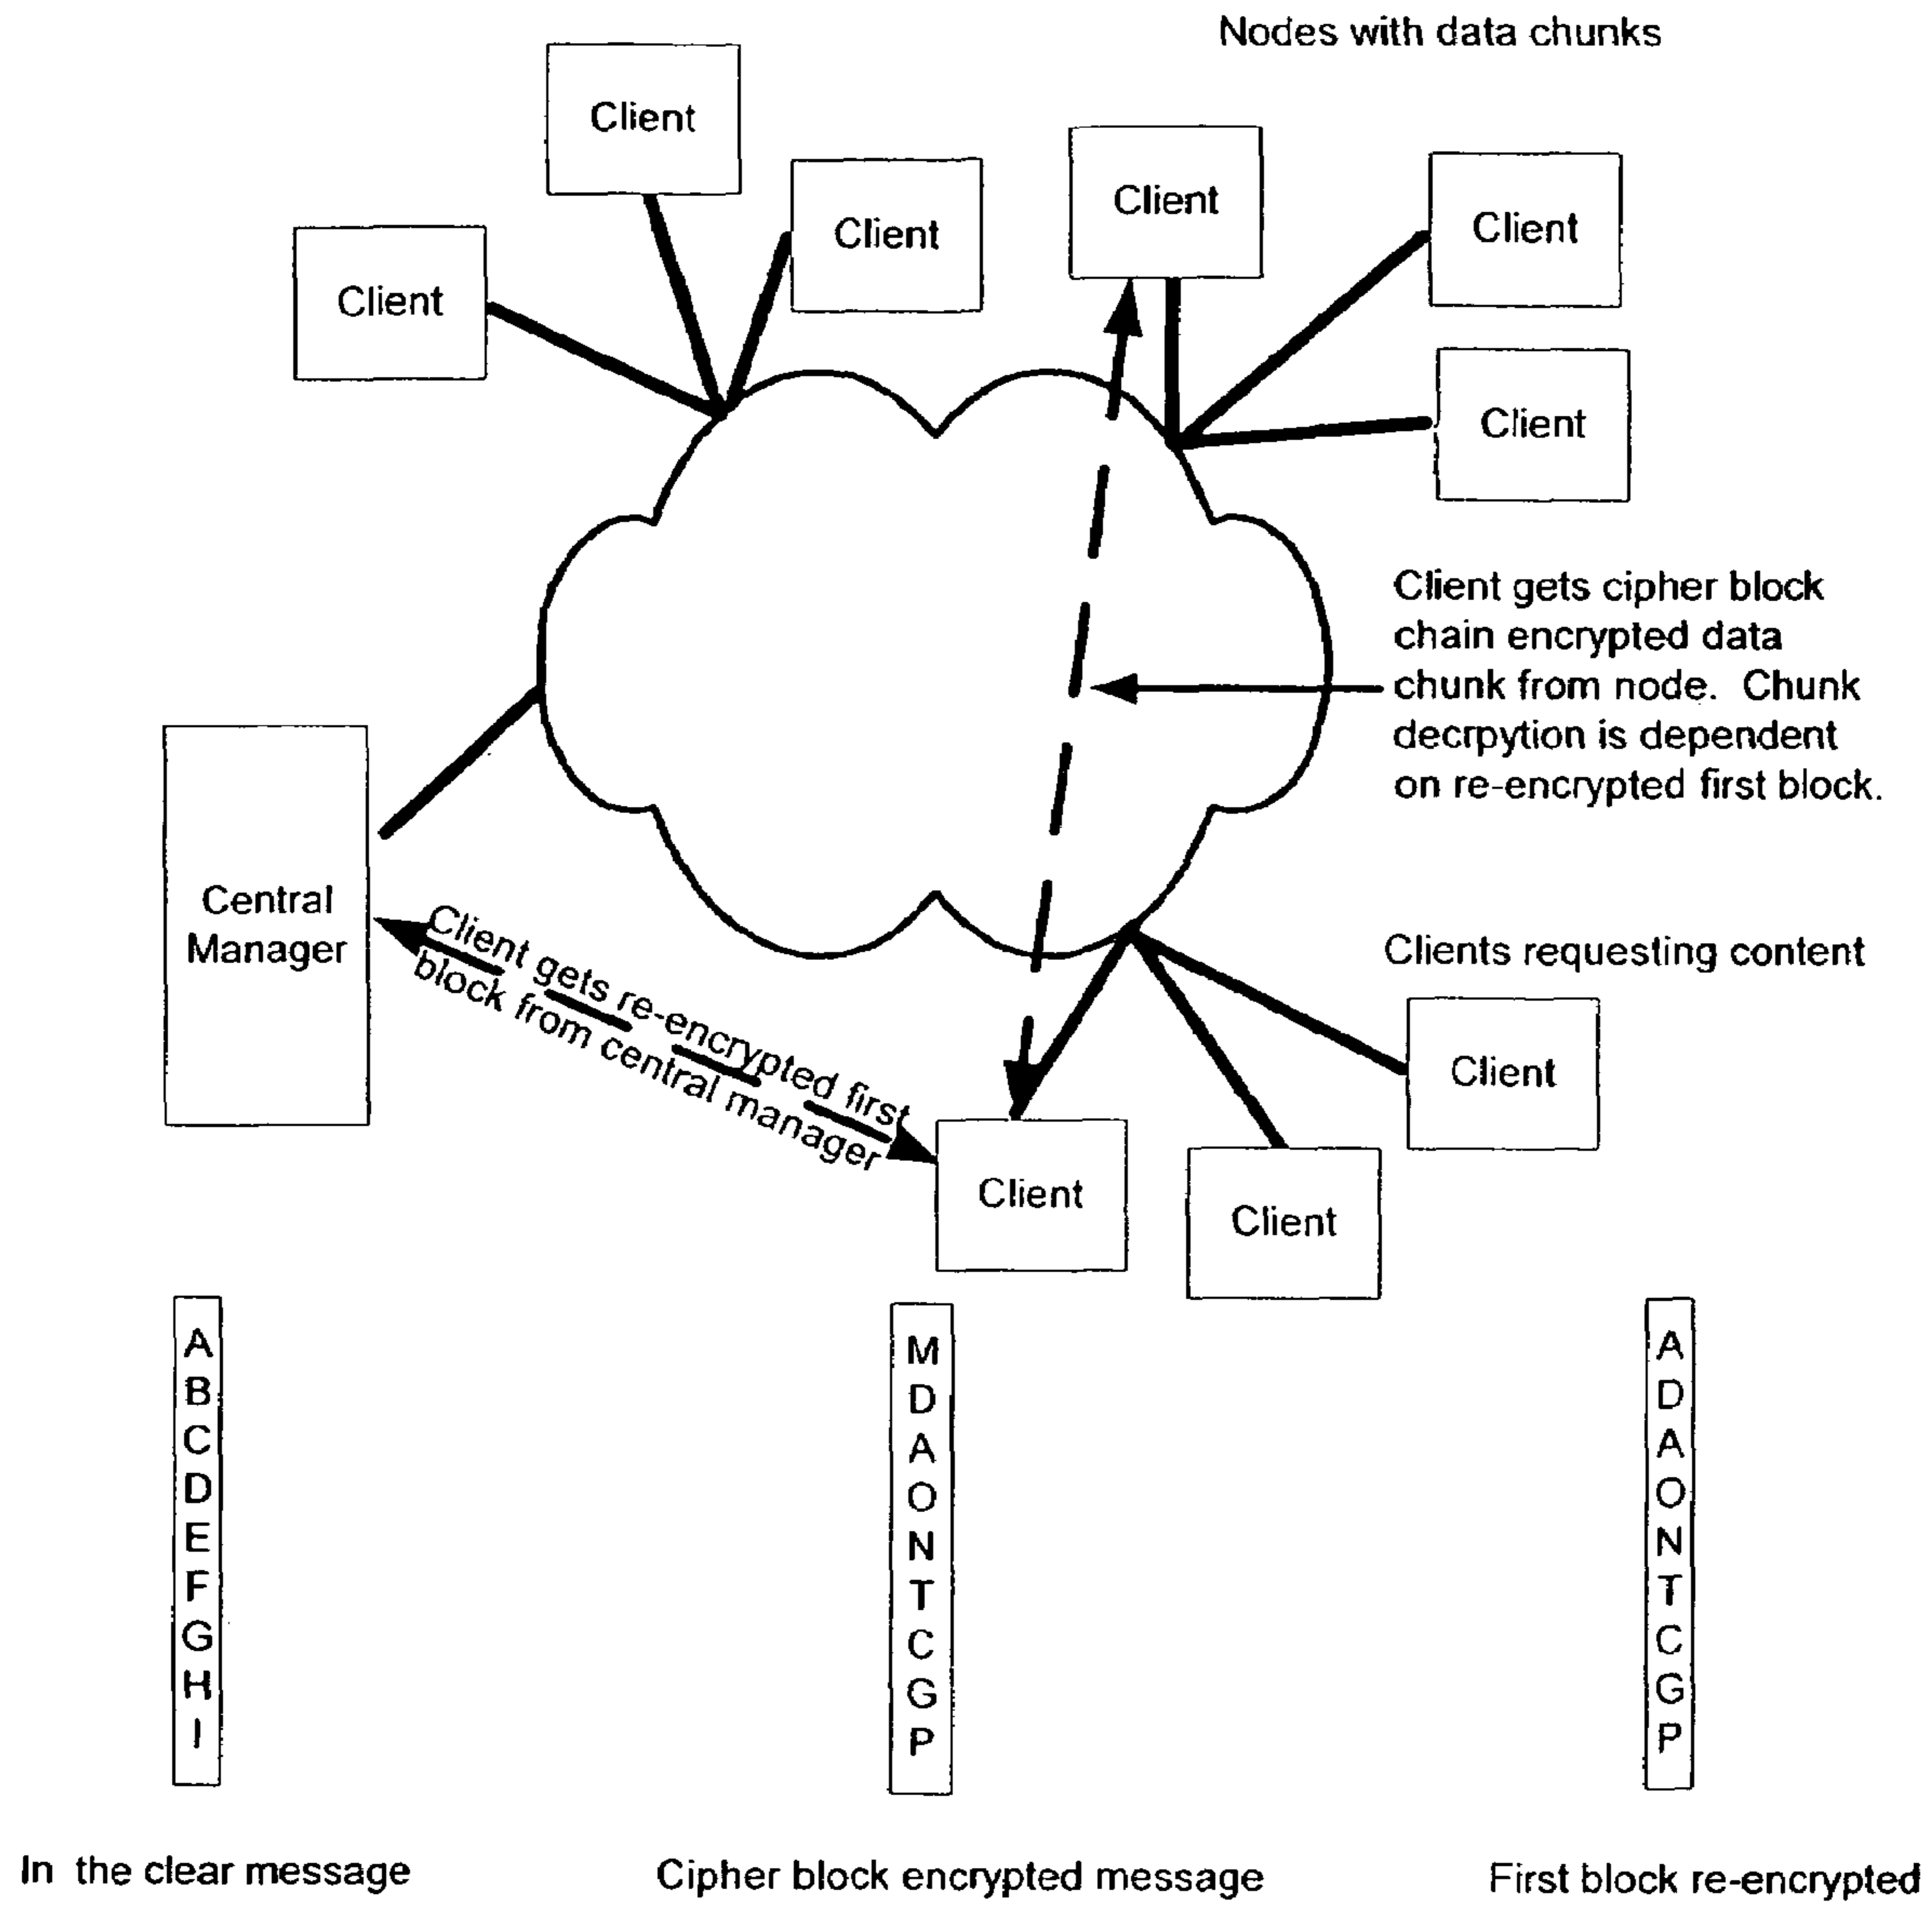 Nodes with data chunks
Client
Client
Client
Client
Client
Client
Client
Client gets cipher block
chain encrypted data
chunk from node. Chunk
decrpytion is dependent
on re-encrypted first block.
Central
Manager
Client gets re-encrypted first
block from central manager
Clients requesting content
Client
Client
Client
A
B
C
D
E
F
G
H
I
M
D
A
O
N
T
C
G
P
A
D
A
O
N
T
C
G
P
In the clear message
Cipher block encrypted message
First block re-encrypted